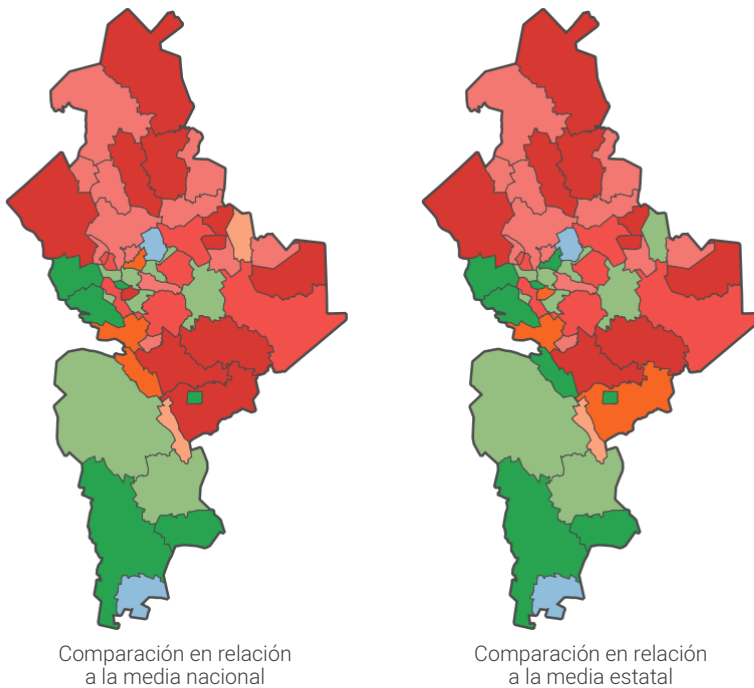 Comparación en relación
a la media nacional
Comparación en relación
a la media estatal